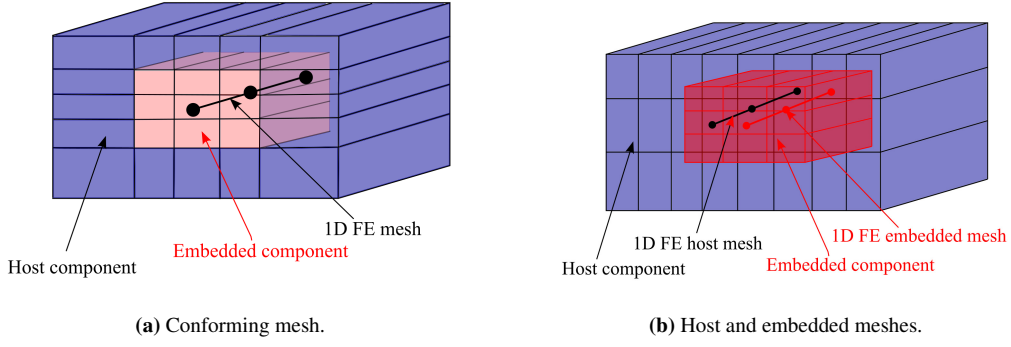 1D FE mesh
Embedded component
Host component
(a) Conforming mesh.
1D FE embedded mesh
1D FE host mesh
Embedded component
Host component
(b) Host and embedded meshes.